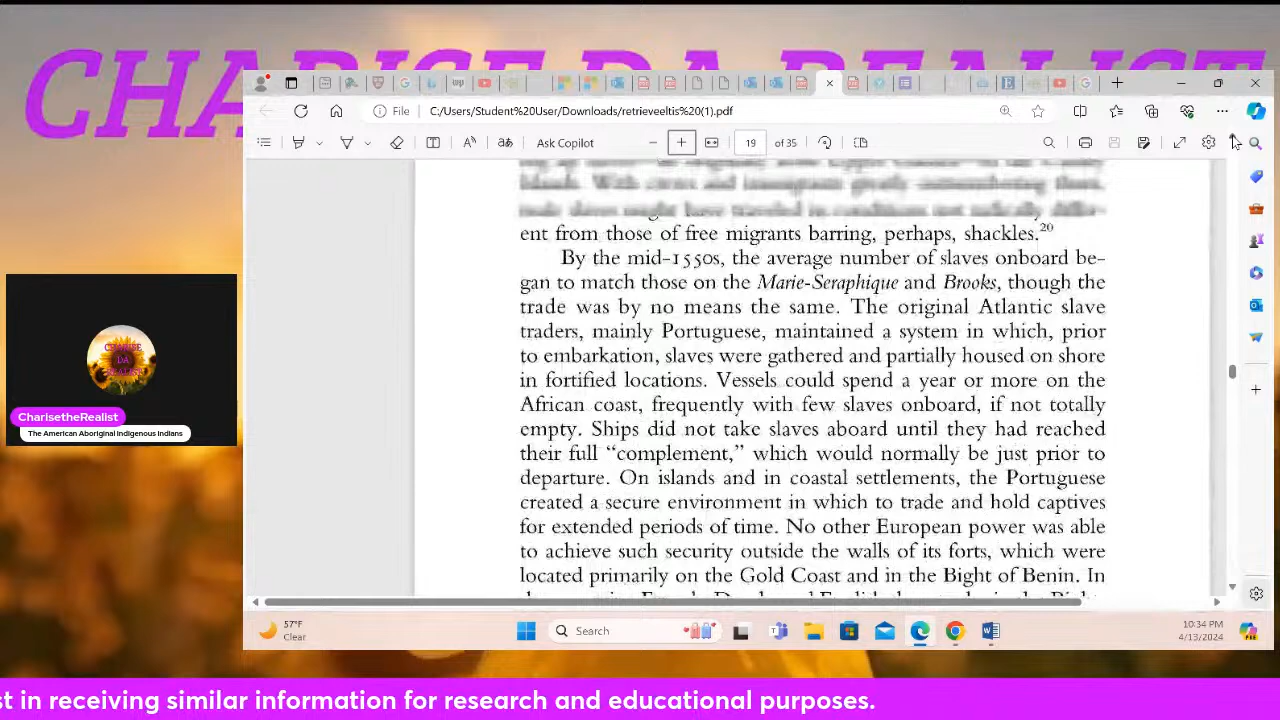 CHARISE DA REALIST
File
C:/Users/Student%20User/Downloads/retrieveeltis%20(1).pdf
Ask Copilot
19
of 35
ent from those of free migrants barring, perhaps, shackles.20
By the mid-1550s, the average number of slaves onboard be-
gan to match those on the Marie-Seraphique and Brooks, though the
trade was by no means the same. The original Atlantic slave
traders, mainly Portuguese, maintained a system in which, prior
to embarkation, slaves were gathered and partially housed on shore
in fortified locations. Vessels could spend a year or more on the
African coast, frequently with few slaves onboard, if not totally
empty. Ships did not take slaves aboard until they had reached
their full “complement,” which would normally be just prior to
departure. On islands and in coastal settlements, the Portuguese
created a secure environment in which to trade and hold captives
for extended periods of time. No other European power was able
to achieve such security outside the walls of its forts, which were
located primarily on the Gold Coast and in the Bight of Benin. In
CHARISE
DA
REALIST
CharisetheRealist
The American Aboriginal Indigenous Indians
57°F
Clear
Search
10:34 PM
4/13/2024
st in receiving similar information for research and educational purposes.